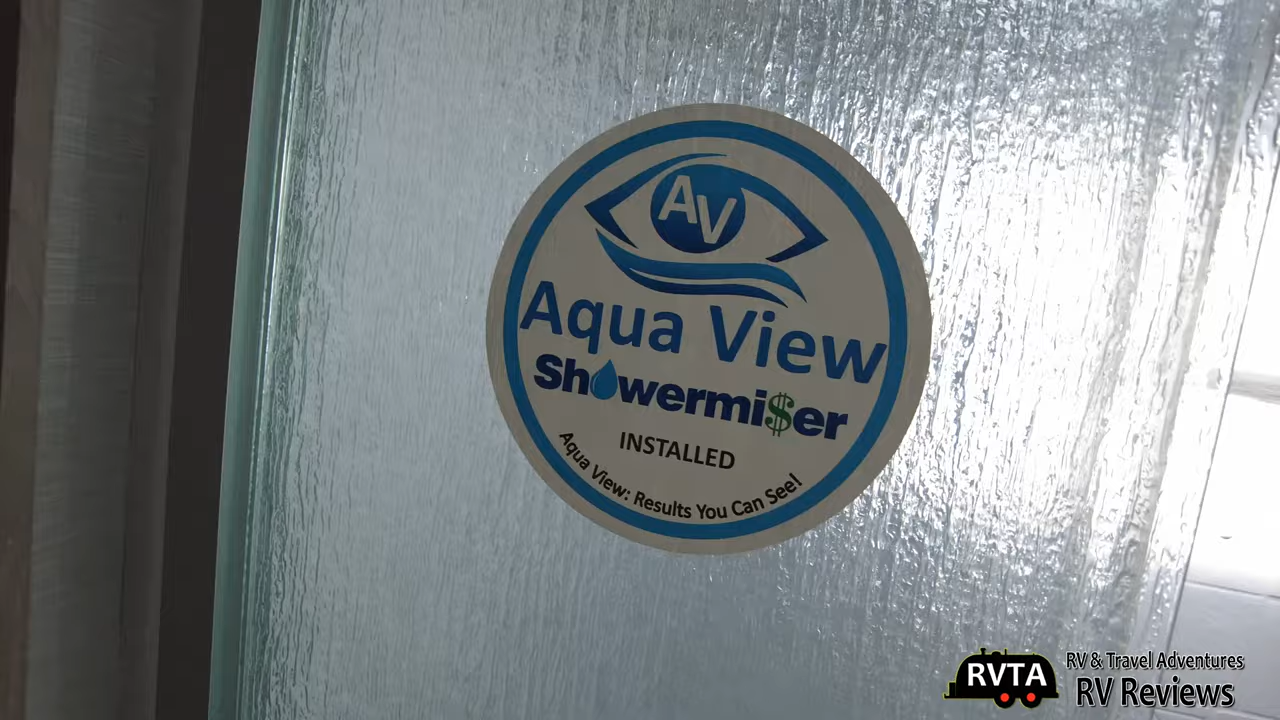 AV
Aqua View
Showermi$er
INSTALLED
Aqua View: Results You Can See!
RVTA
RV & Travel Adventures
RV Reviews